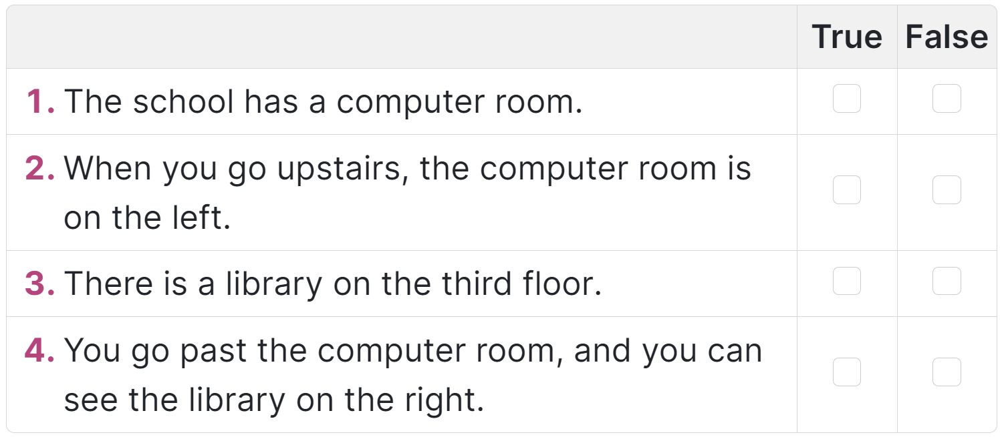 True False
1. The school has a computer room.
2. When you go upstairs, the computer room is
on the left.
3. There is a library on the third floor.
4. You go past the computer room, and you can
see the library on the right.